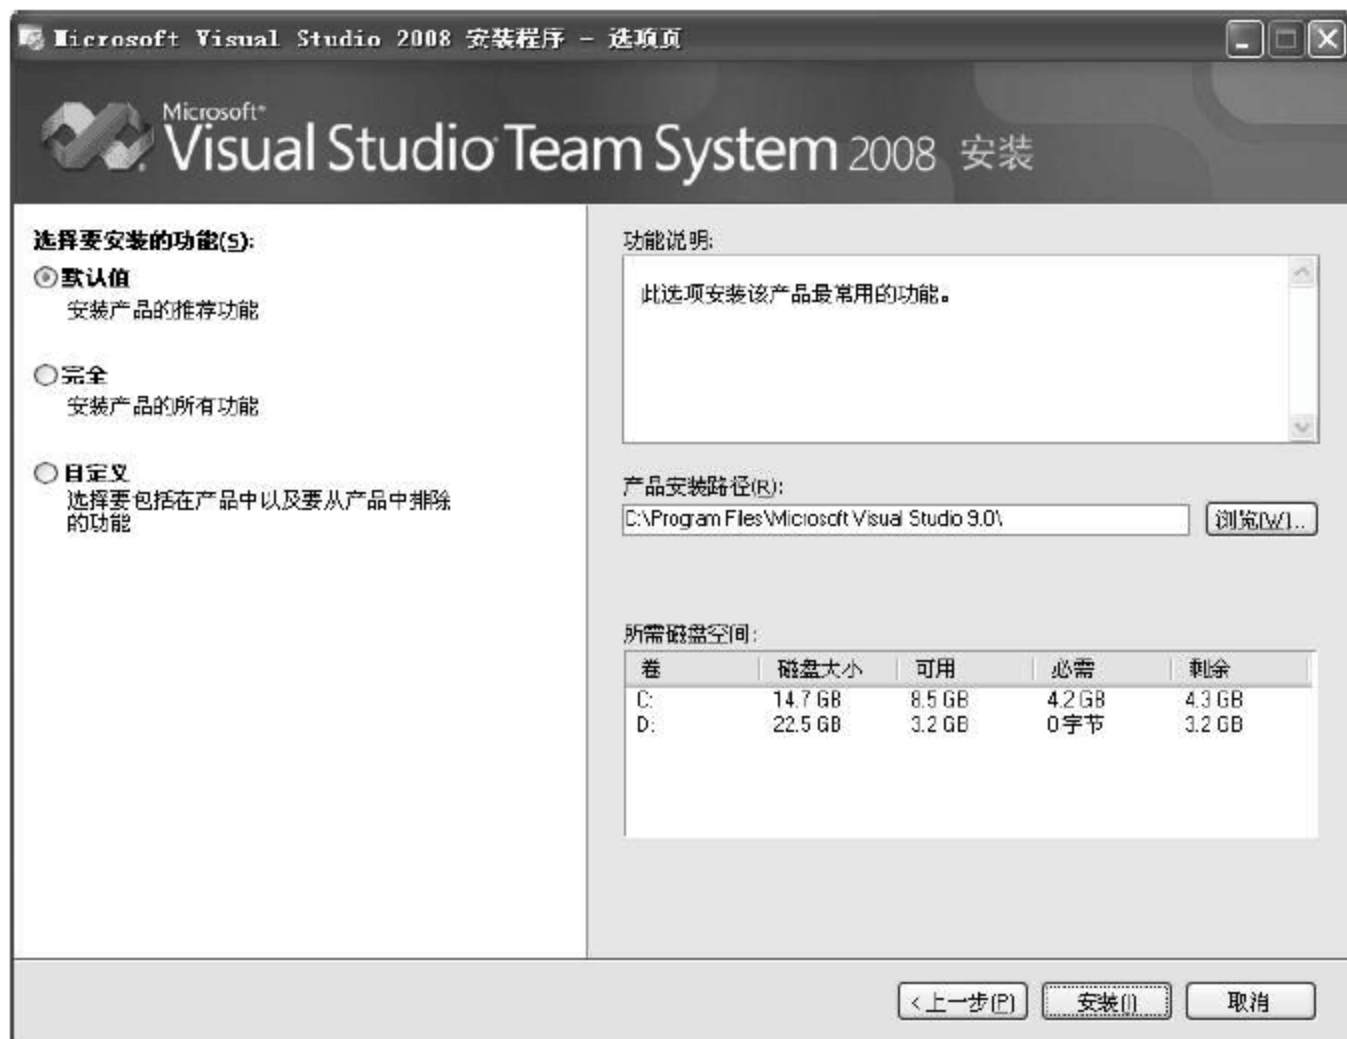 Microsoft Visual Studio 2008 安装程序 - 选项页
Microsoft®
Visual Studio Team System 2008 安装
选择要安装的功能(S):
默认值
安装产品的推荐功能
完全
安装产品的所有功能
自定义
选择要包括在产品中以及要从产品中排除
的功能
功能说明:
此选项安装该产品最常用的功能。
产品安装路径(R):
C:\Program Files\Microsoft Visual Studio 9.0\
浏览(W)...
所需磁盘空间:
卷 磁盘大小 可用 必需 剩余
C: 14.7 GB 8.5 GB 4.2 GB 4.3 GB
D: 22.5 GB 3.2 GB 0 字节 3.2 GB
<上一步(P) 安装(I) 取消